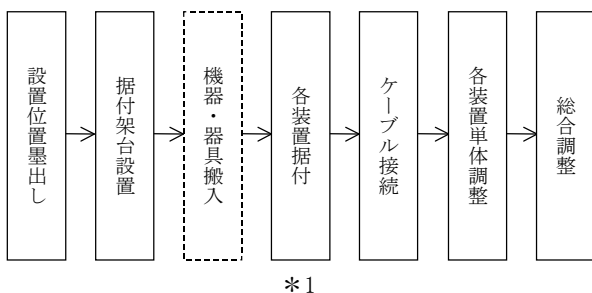 設置位置墨出し
据付架台設置
機器・器具搬入
各装置据付
ケーブル接続
各装置単体調整
総合調整
＊1